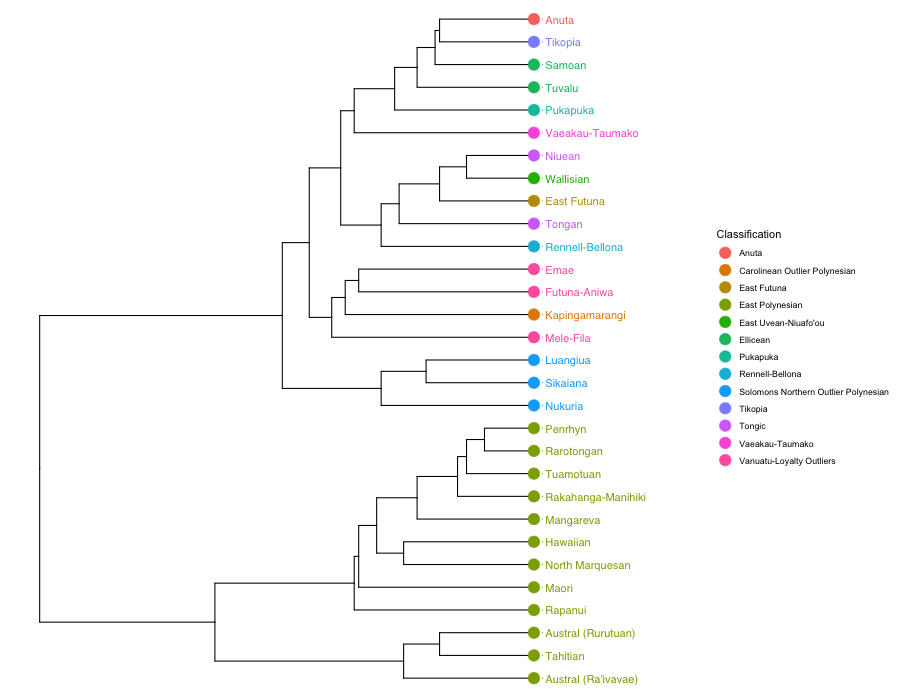 Anuta
Tikopia
Samoan
Tuvalu
Pukapuka
Vaeakau-Taumako
Niuean
Wallisian
East Futuna
Tongan
Rennell-Bellona
Emae
Futuna-Aniwa
Kapingamarangi
Mele-Fila
Luangiua
Sikaiana
Nukuria
Penrhyn
Rarotongan
Tuamotuan
Rakahanga-Manihiki
Mangareva
Hawaiian
North Marquesan
Maori
Rapanui
Austral (Rurutuan)
Tahitian
Austral (Ra'ivavae)
Classification
Anuta
Carolinean Outlier Polynesian
East Futuna
East Polynesian
East Uvean-Niuafo'ou
Ellicean
Pukapuka
Rennell-Bellona
Solomons Northern Outlier Polynesian
Tikopia
Tongic
Vaeakau-Taumako
Vanuatu-Loyalty Outliers